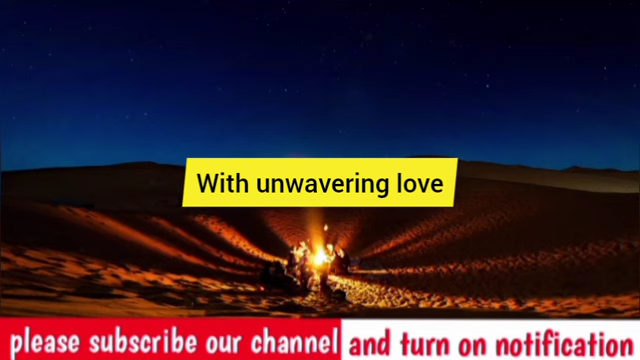 With unwavering love
please subscribe our channel and turn on notification